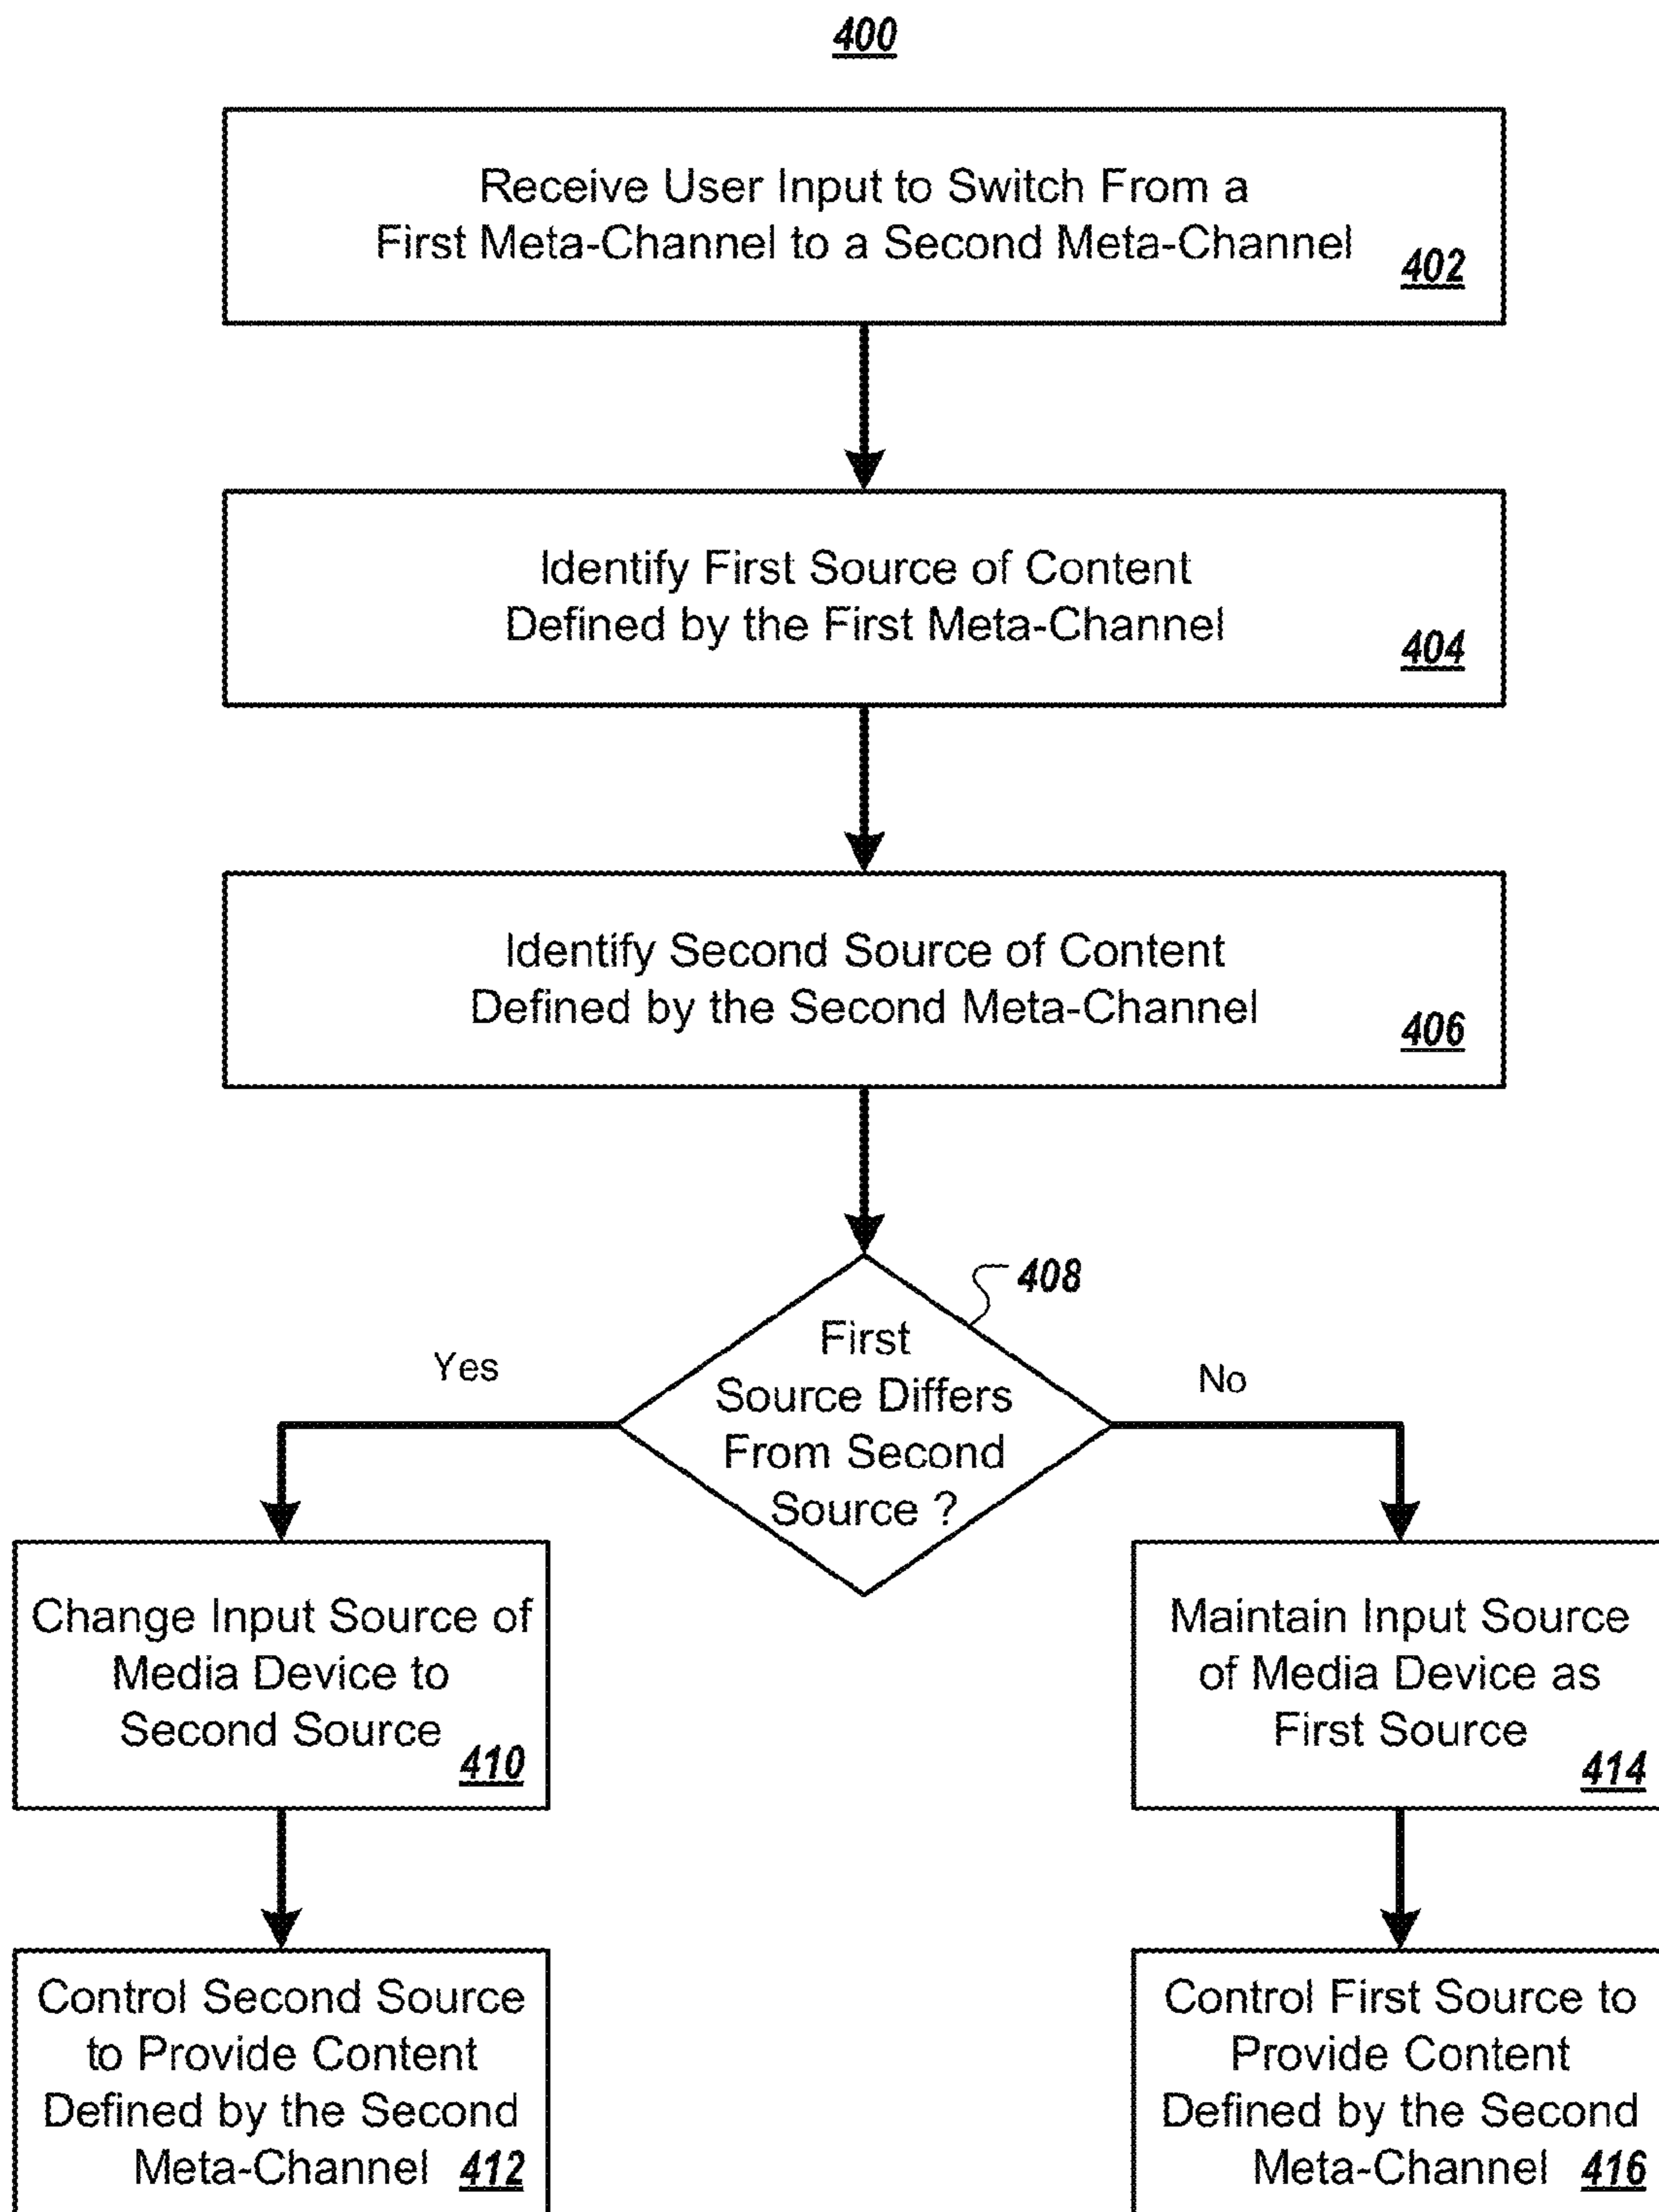 400
Receive User Input to Switch From a
First Meta-Channel to a Second Meta-Channel
402
Identify First Source of Content
Defined by the First Meta-Channel
404
Identify Second Source of Content
Defined by the Second Meta-Channel
406
408
First
Source Differs
From Second
Source ?
Yes
No
Change Input Source of
Media Device to
Second Source
410
Control Second Source
to Provide Content
Defined by the Second
Meta-Channel 412
Maintain Input Source
of Media Device as
First Source
414
Control First Source to
Provide Content
Defined by the Second
Meta-Channel 416